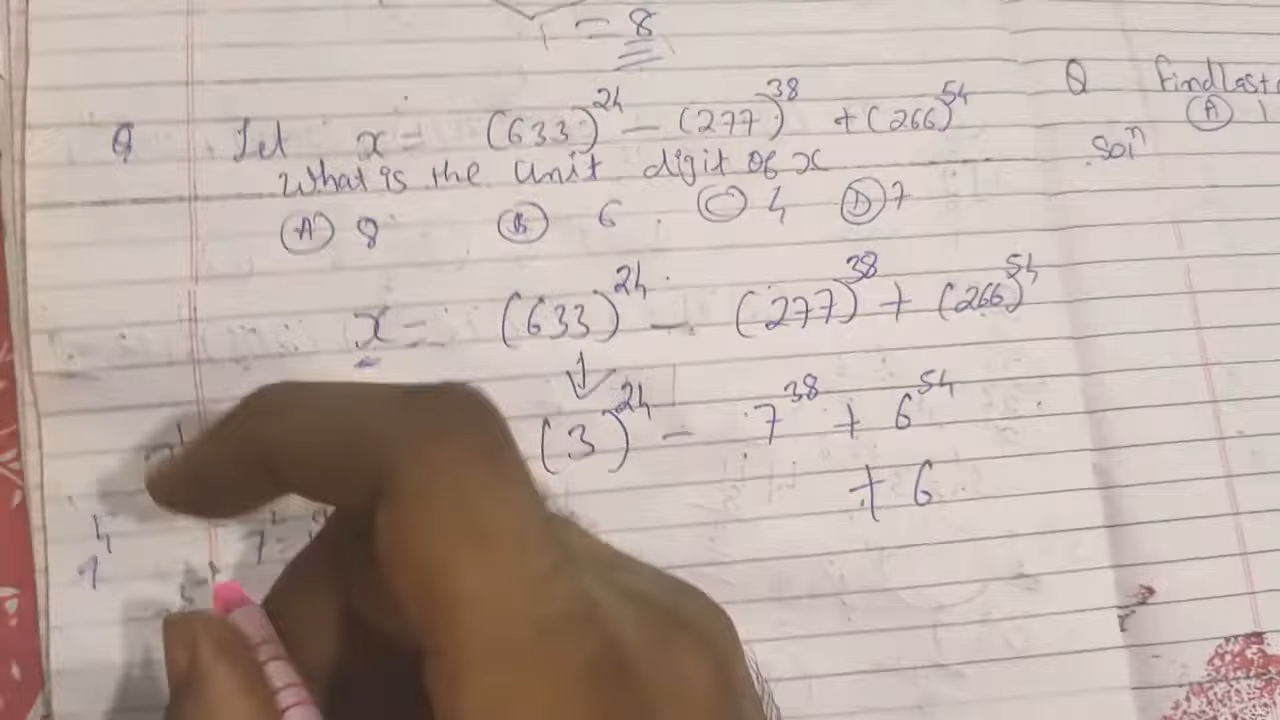 = 8
Q Let x = (633)^24 - (277)^38 + (266)^54
What is the unit digit of x
(A) 8 (B) 6 (C) 4 (D) 7
x = (633)^24 - (277)^38 + (266)^54
(3)^24 - 7^38 + 6^54
+ 6
Q Find last
(A) 1
Sol^n